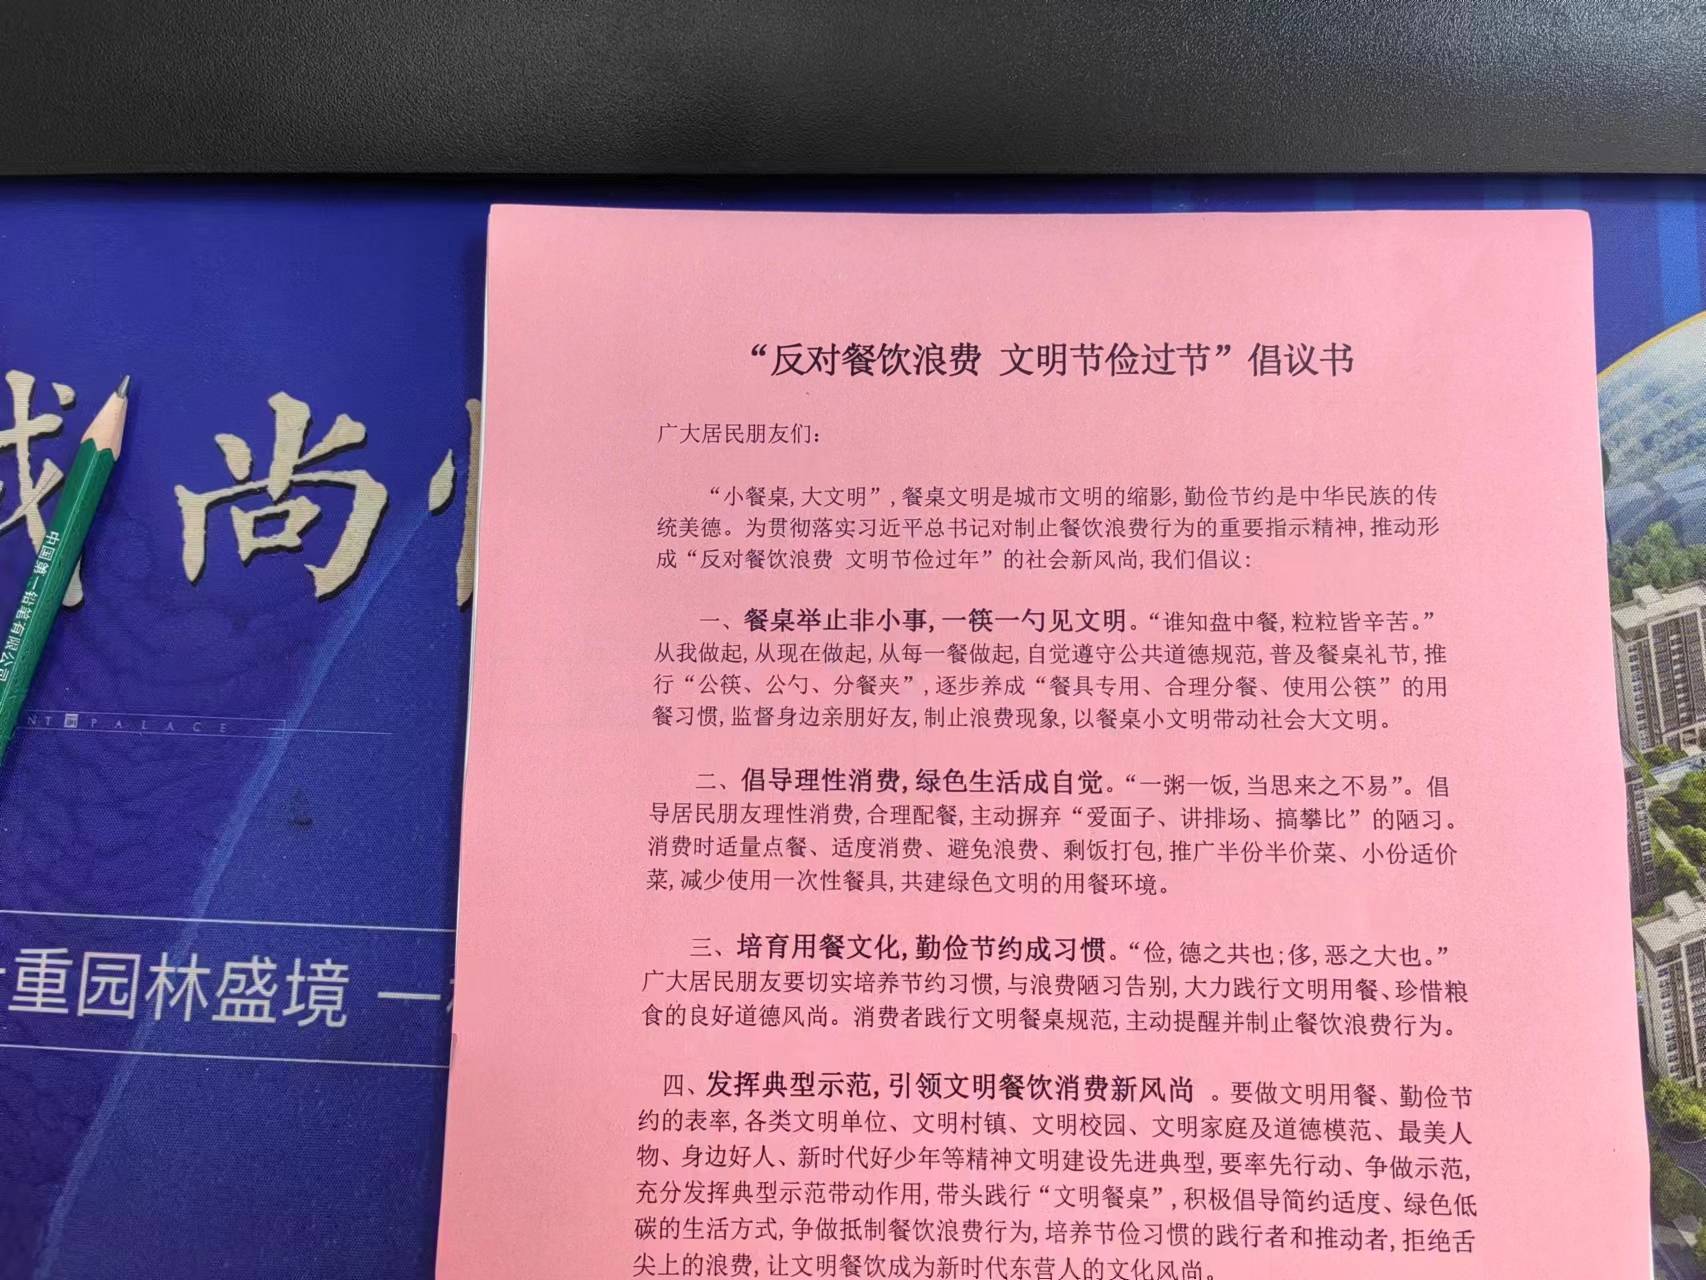 “反对餐饮浪费 文明节俭过节”倡议书
广大居民朋友们：
“小餐桌,大文明”,餐桌文明是城市文明的缩影,勤俭节约是中华民族的传
统美德。为贯彻落实习近平总书记对制止餐饮浪费行为的重要指示精神,推动形
成“反对餐饮浪费 文明节俭过年”的社会新风尚,我们倡议：
一、餐桌举止非小事,一筷一勺见文明。“谁知盘中餐,粒粒皆辛苦。”
从我做起,从现在做起,从每一餐做起,自觉遵守公共道德规范,普及餐桌礼节,推
行“公筷、公勺、分餐夹”,逐步养成“餐具专用、合理分餐、使用公筷”的用
餐习惯,监督身边亲朋好友,制止浪费现象,以餐桌小文明带动社会大文明。
二、倡导理性消费,绿色生活成自觉。“一粥一饭,当思来之不易”。倡
导居民朋友理性消费,合理配餐,主动摒弃“爱面子、讲排场、搞攀比”的陋习。
消费时适量点餐、适度消费、避免浪费、剩饭打包,推广半份半价菜、小份适价
菜,减少使用一次性餐具,共建绿色文明的用餐环境。
三、培育用餐文化,勤俭节约成习惯。“俭,德之共也;侈,恶之大也。”
广大居民朋友要切实培养节约习惯,与浪费陋习告别,大力践行文明用餐、珍惜粮
食的良好道德风尚。消费者践行文明餐桌规范,主动提醒并制止餐饮浪费行为。
四、发挥典型示范,引领文明餐饮消费新风尚 。要做文明用餐、勤俭节
约的表率,各类文明单位、文明村镇、文明校园、文明家庭及道德模范、最美人
物、身边好人、新时代好少年等精神文明建设先进典型,要率先行动、争做示范,
充分发挥典型示范带动作用,带头践行“文明餐桌”,积极倡导简约适度、绿色低
碳的生活方式,争做抵制餐饮浪费行为,培养节俭习惯的践行者和推动者,拒绝舌
尖上的浪费,让文明餐饮成为新时代东营人的文化风尚。
尚
中国第一铅笔有限公司
NT PALACE
重园林盛境 一